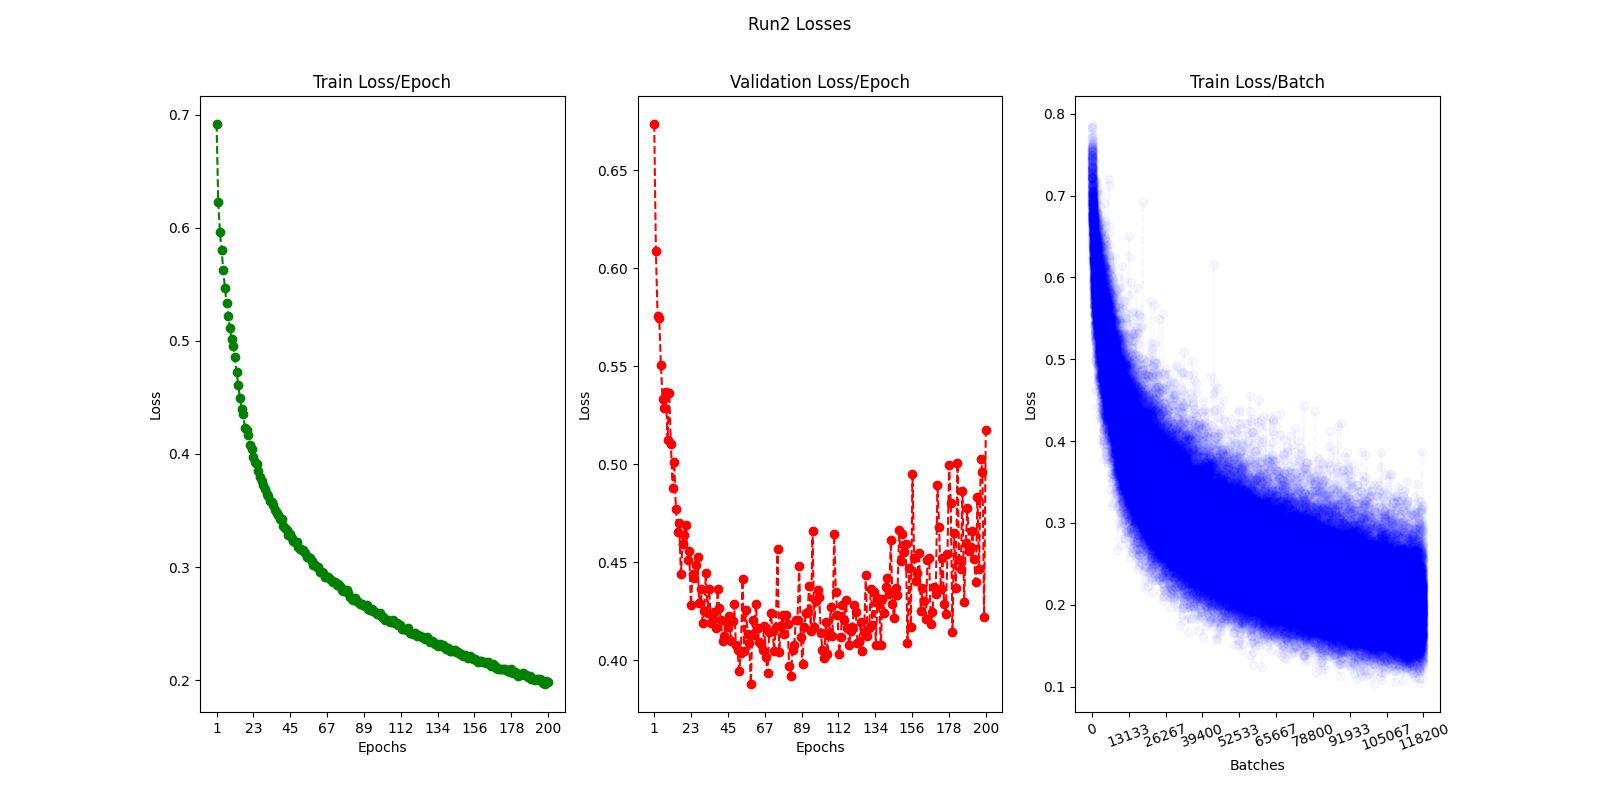 Run2 Losses
Train Loss/Epoch
Validation Loss/Epoch
Train Loss/Batch
Loss
0.7
0.6
0.5
0.4
0.3
0.2
1 23 45 67 89 112 134 156 178 200
Epochs
Loss
0.65
0.60
0.55
0.50
0.45
0.40
1 23 45 67 89 112 134 156 178 200
Epochs
Loss
0.8
0.7
0.6
0.5
0.4
0.3
0.2
0.1
0 13133 26267 39400 52533 65667 78800 91933 105067 118200
Batches